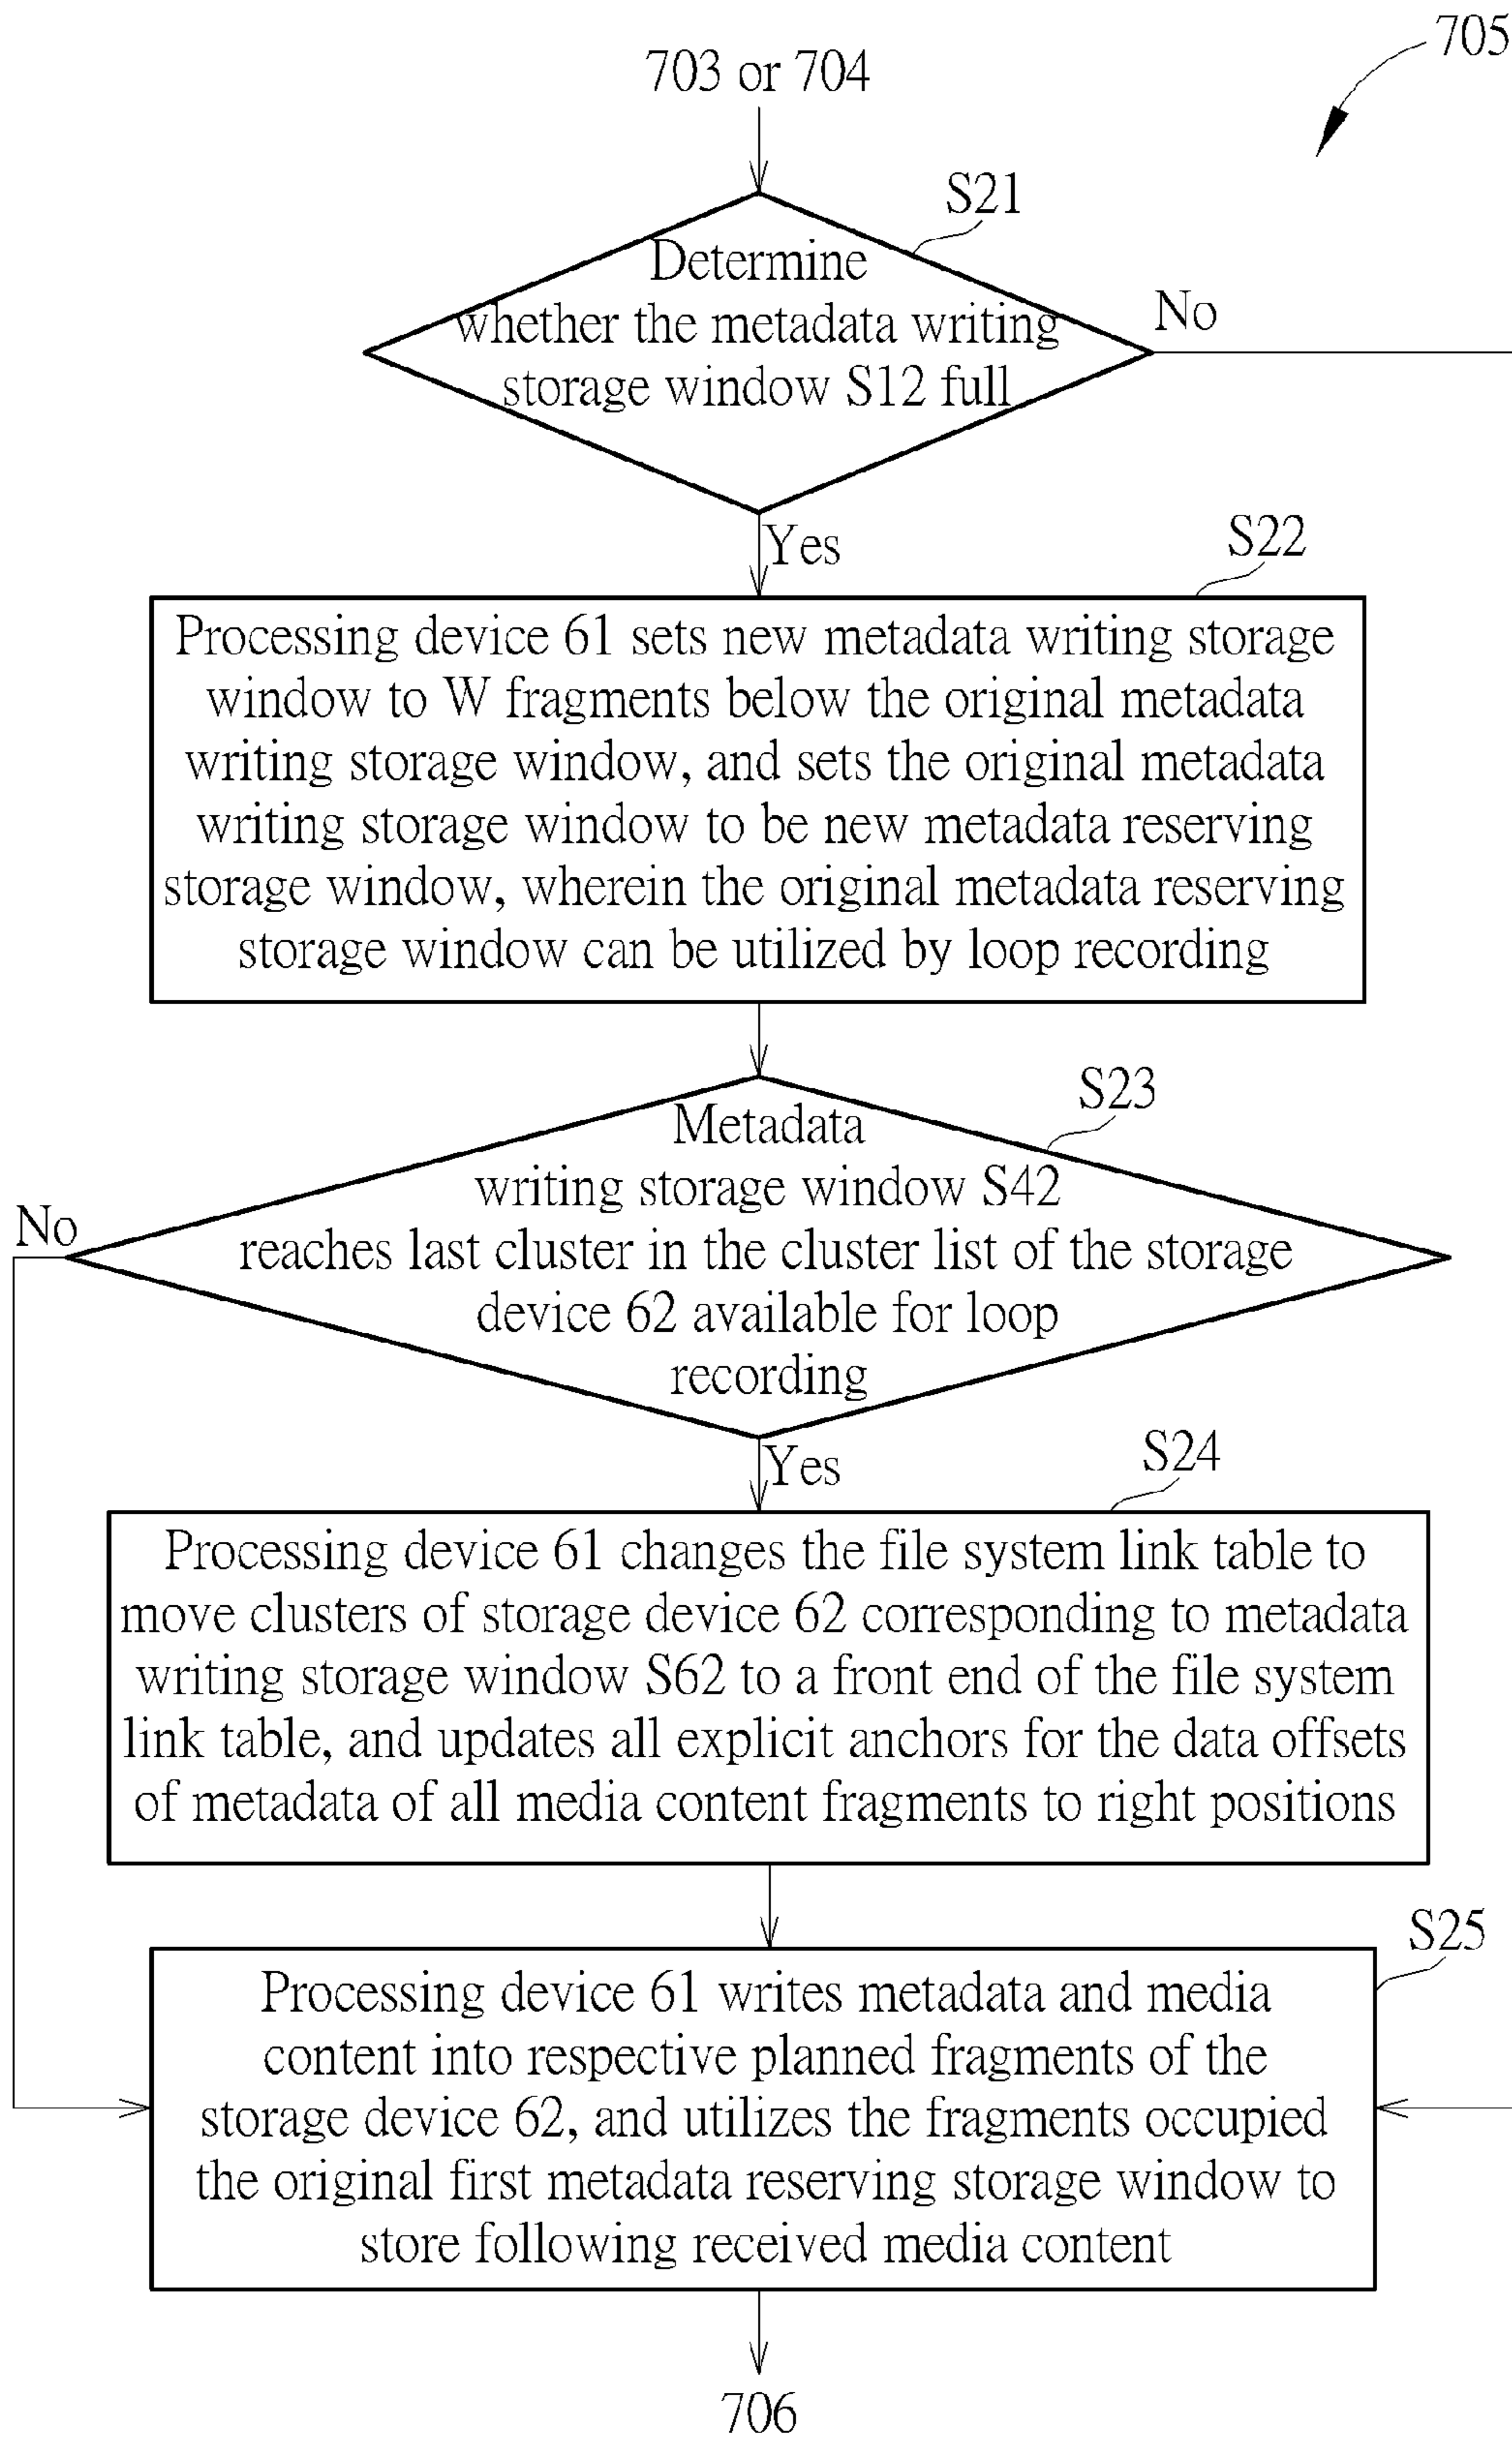 705
703 or 704
S21
Determine
whether the metadata writing
storage window S12 full
No
Yes
S22
Processing device 61 sets new metadata writing storage
window to W fragments below the original metadata
writing storage window, and sets the original metadata
writing storage window to be new metadata reserving
storage window, wherein the original metadata reserving
storage window can be utilized by loop recording
S23
Metadata
writing storage window S42
reaches last cluster in the cluster list of the storage
device 62 available for loop
recording
No
Yes
S24
Processing device 61 changes the file system link table to
move clusters of storage device 62 corresponding to metadata
writing storage window S62 to a front end of the file system
link table, and updates all explicit anchors for the data offsets
of metadata of all media content fragments to right positions
S25
Processing device 61 writes metadata and media
content into respective planned fragments of the
storage device 62, and utilizes the fragments occupied
the original first metadata reserving storage window to
store following received media content
706